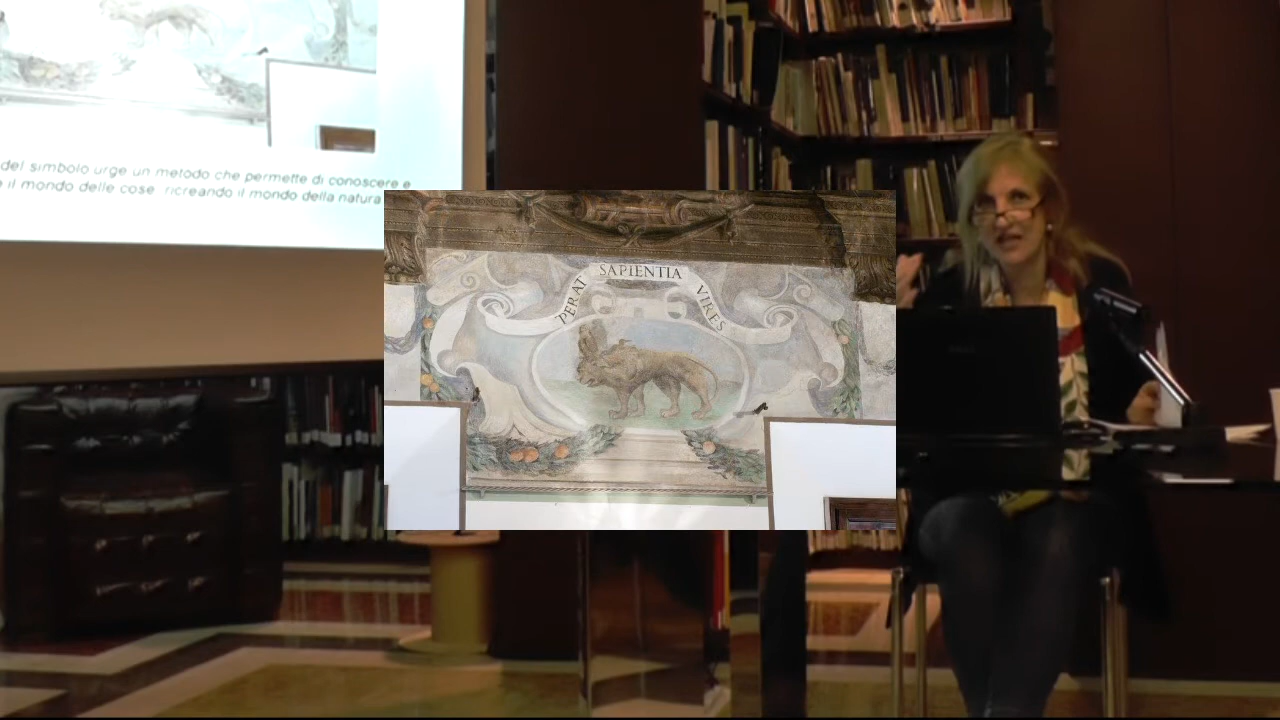 del simbolo urge un metodo che permette di conoscere e
il mondo delle cose ricreando il mondo della natura
PERAT SAPIENTIA VIRES